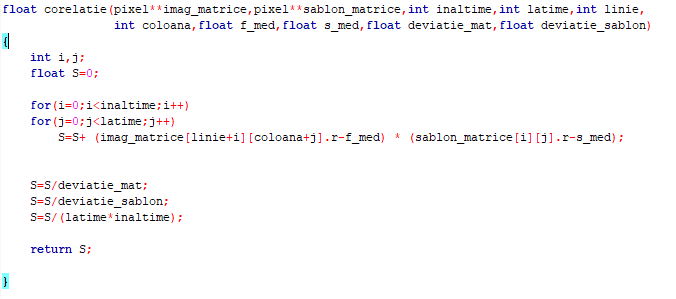 float corelatie(pixel**imag_matrice,pixel**sablon_matrice,int inaltime,int latime,int linie,
int coloana,float f_med,float s_med,float deviatie_mat,float deviatie_sablon)
{
int i,j;
float S=0;
for(i=0;i<inaltime;i++)
for(j=0;j<latime;j++)
S=S+ (imag_matrice[linie+i][coloana+j].r-f_med) * (sablon_matrice[i][j].r-s_med);
S=S/deviatie_mat;
S=S/deviatie_sablon;
S=S/(latime*inaltime);
return S;
}